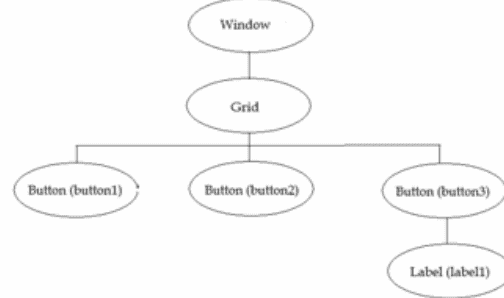 Window
Grid
Button (button1)
Button (button2)
Button (button3)
Label (label1)